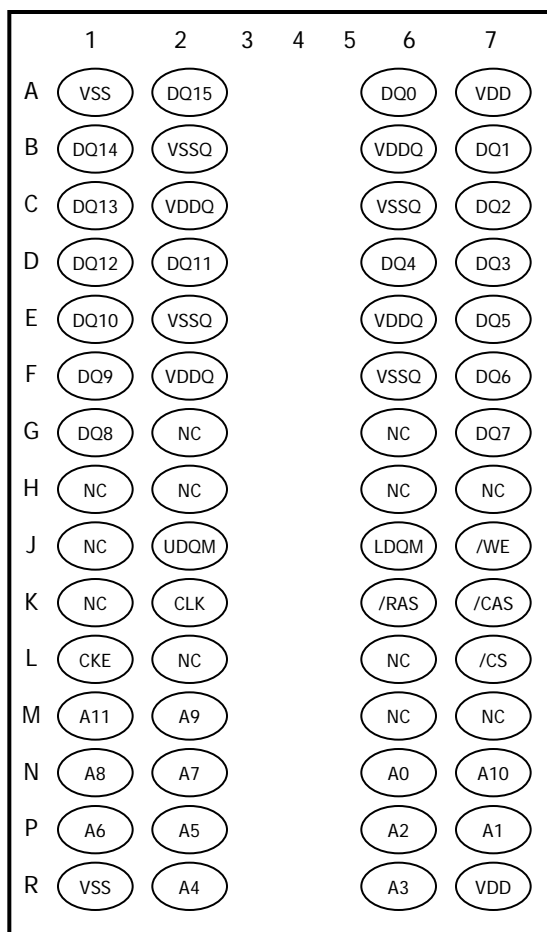 1 2 3 4 5 6 7
A VSS DQ15 DQ0 VDD
B DQ14 VSSQ VDDQ DQ1
C DQ13 VDDQ VSSQ DQ2
D DQ12 DQ11 DQ4 DQ3
E DQ10 VSSQ VDDQ DQ5
F DQ9 VDDQ VSSQ DQ6
G DQ8 NC NC DQ7
H NC NC NC NC
J NC UDQM LDQM /WE
K NC CLK /RAS /CAS
L CKE NC NC /CS
M A11 A9 NC NC
N A8 A7 A0 A10
P A6 A5 A2 A1
R VSS A4 A3 VDD